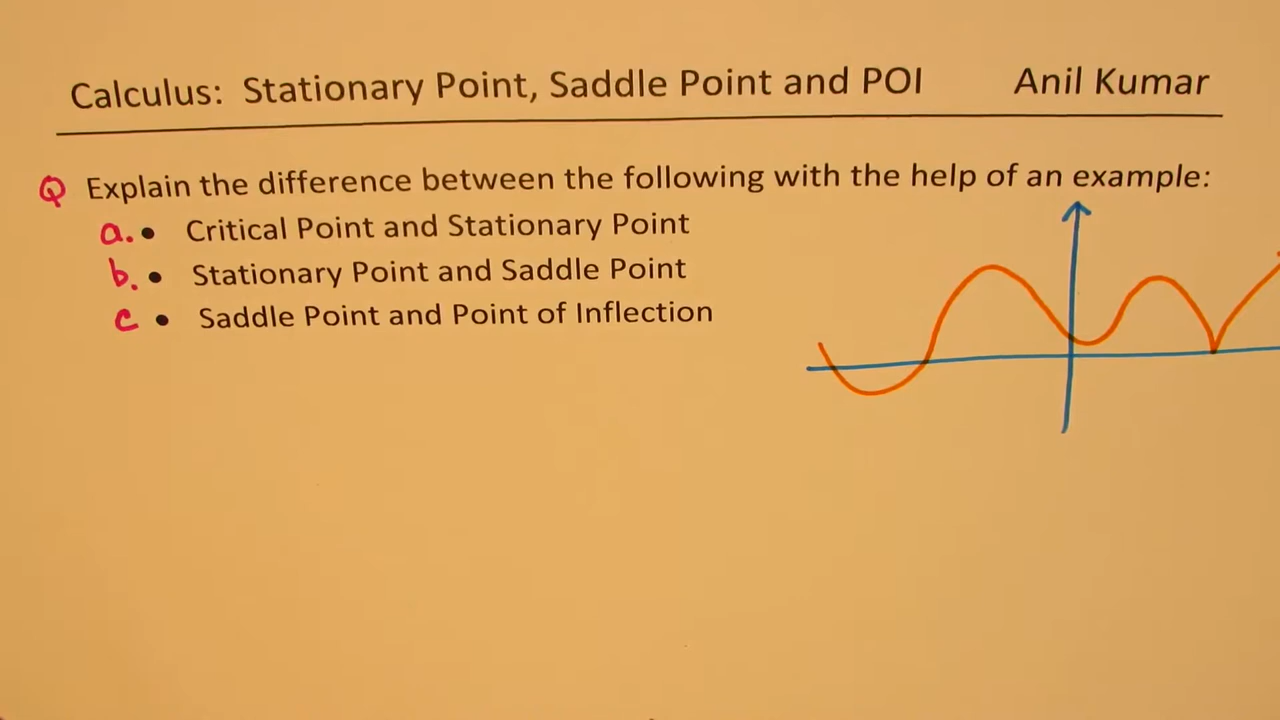 Calculus: Stationary Point, Saddle Point and POI Anil Kumar
Q Explain the difference between the following with the help of an example:
a. • Critical Point and Stationary Point
b. • Stationary Point and Saddle Point
c • Saddle Point and Point of Inflection